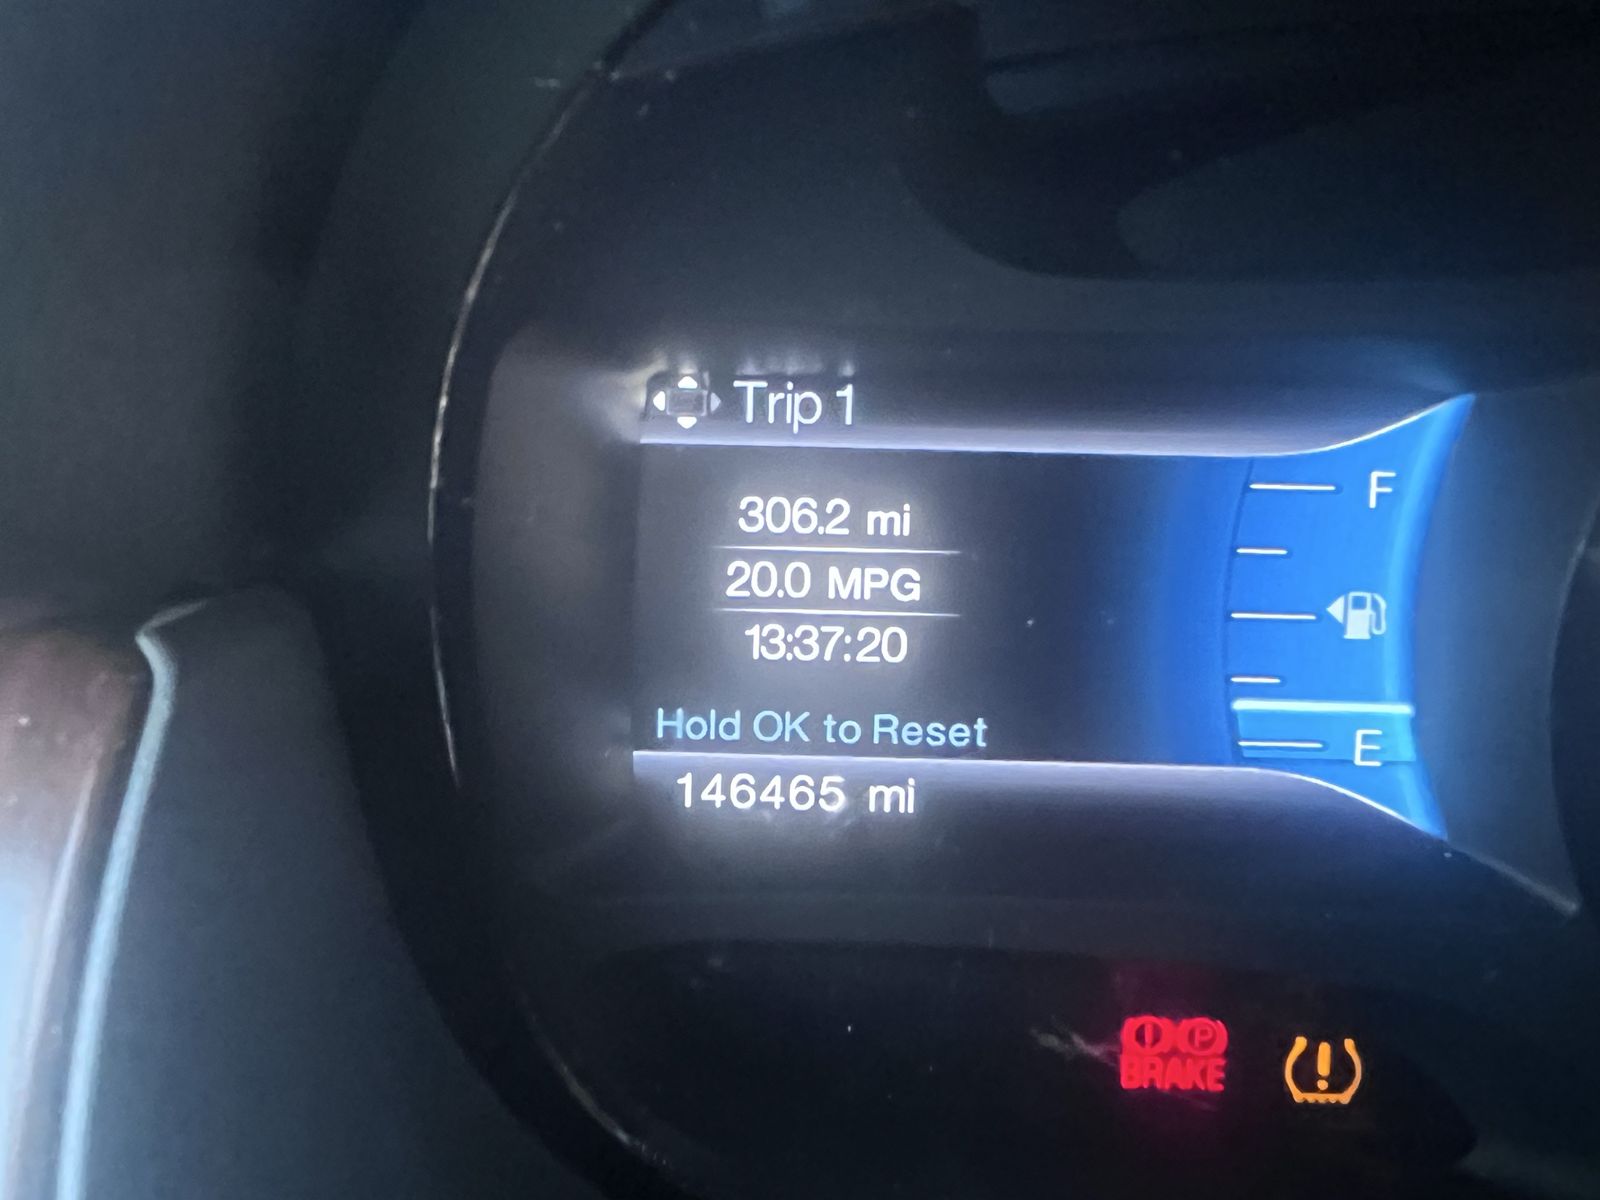 Trip 1
306.2 mi
20.0 MPG
13:37:20
Hold OK to Reset
146465 mi
F
E
P
BRAKE